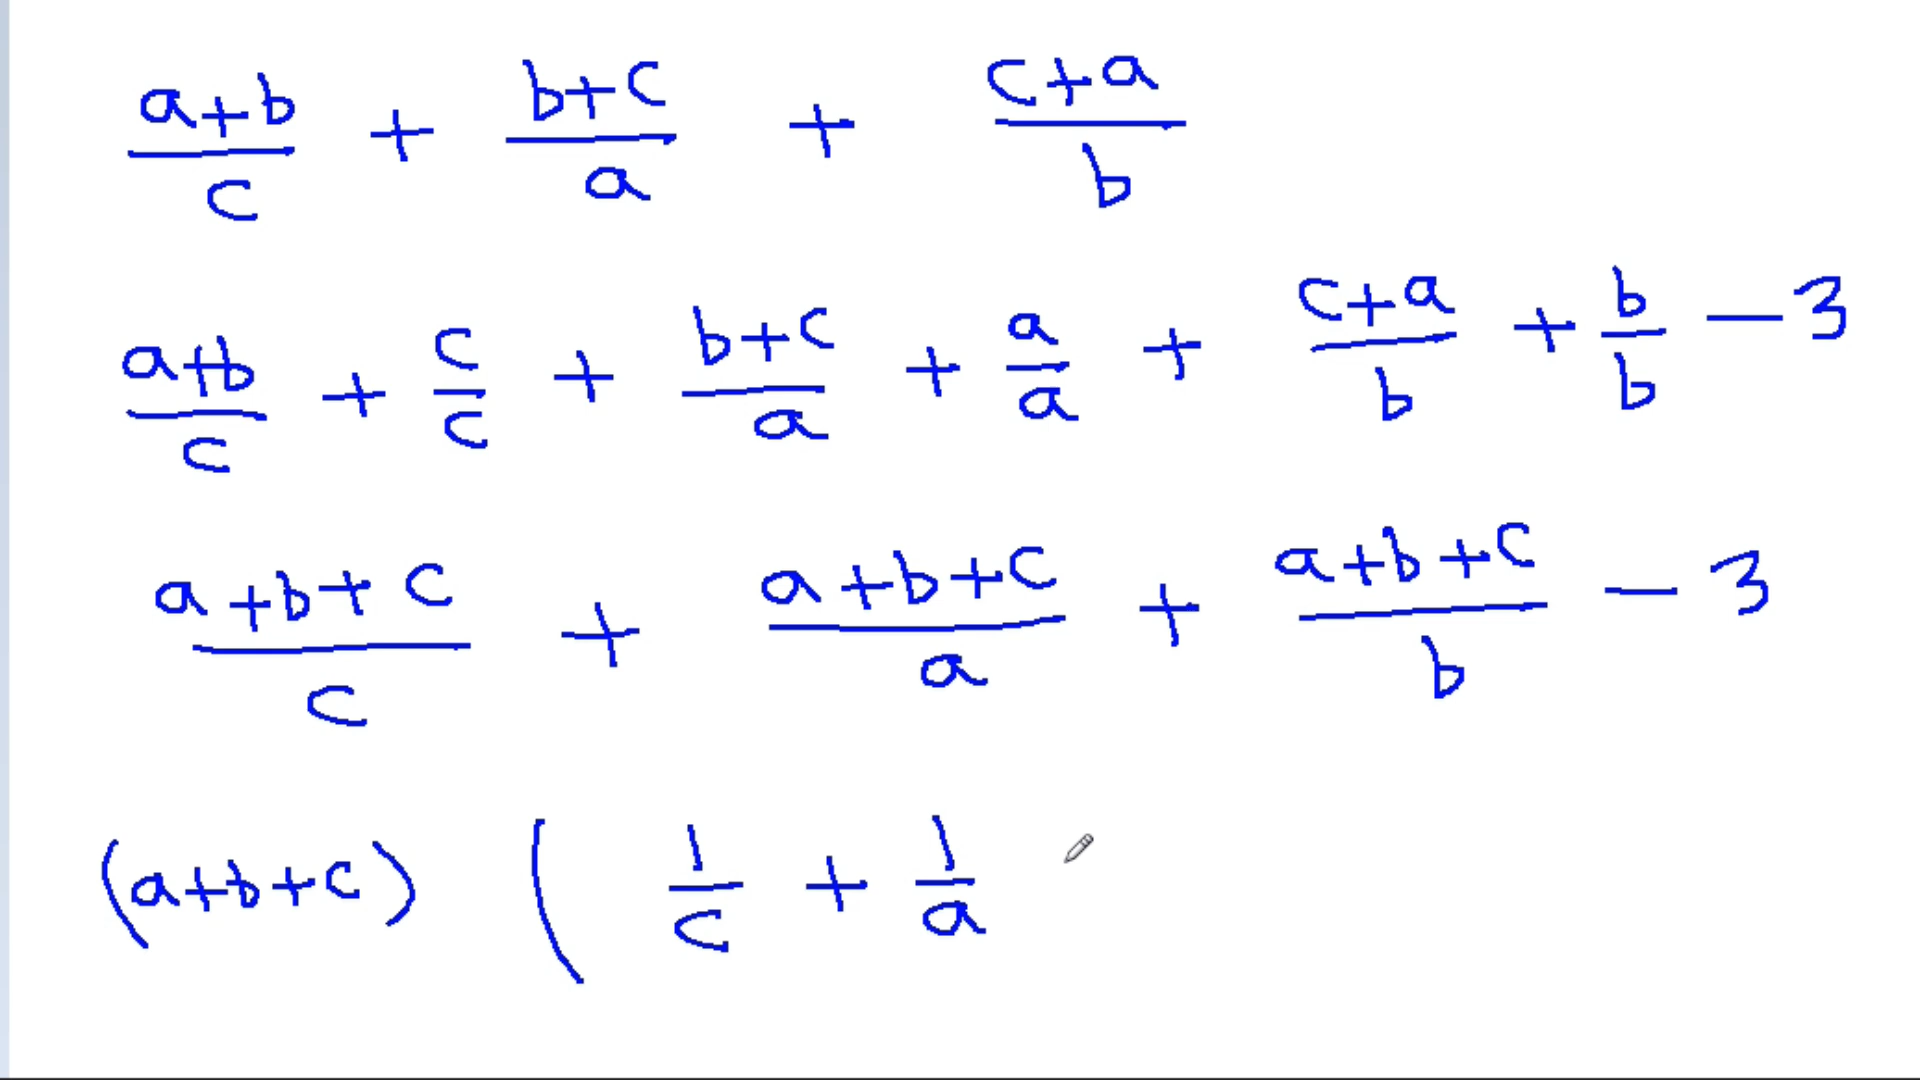 (a+b)/c + (b+c)/a + (c+a)/b
(a+b)/c + c/c + (b+c)/a + a/a + (c+a)/b + b/b − 3
(a+b+c)/c + (a+b+c)/a + (a+b+c)/b − 3
(a+b+c) ( 1/c + 1/a